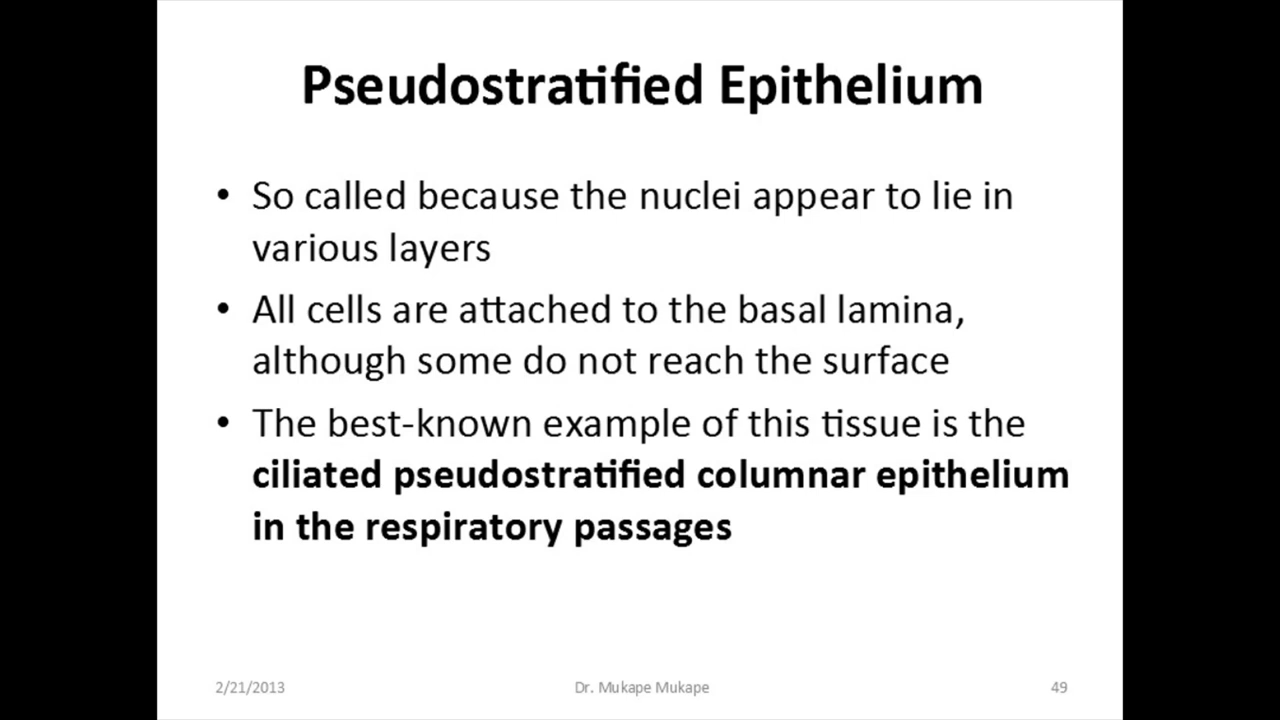 Pseudostratified Epithelium
• So called because the nuclei appear to lie in
various layers
• All cells are attached to the basal lamina,
although some do not reach the surface
• The best-known example of this tissue is the
ciliated pseudostratified columnar epithelium
in the respiratory passages
2/21/2013 Dr. Mukape Mukape 49